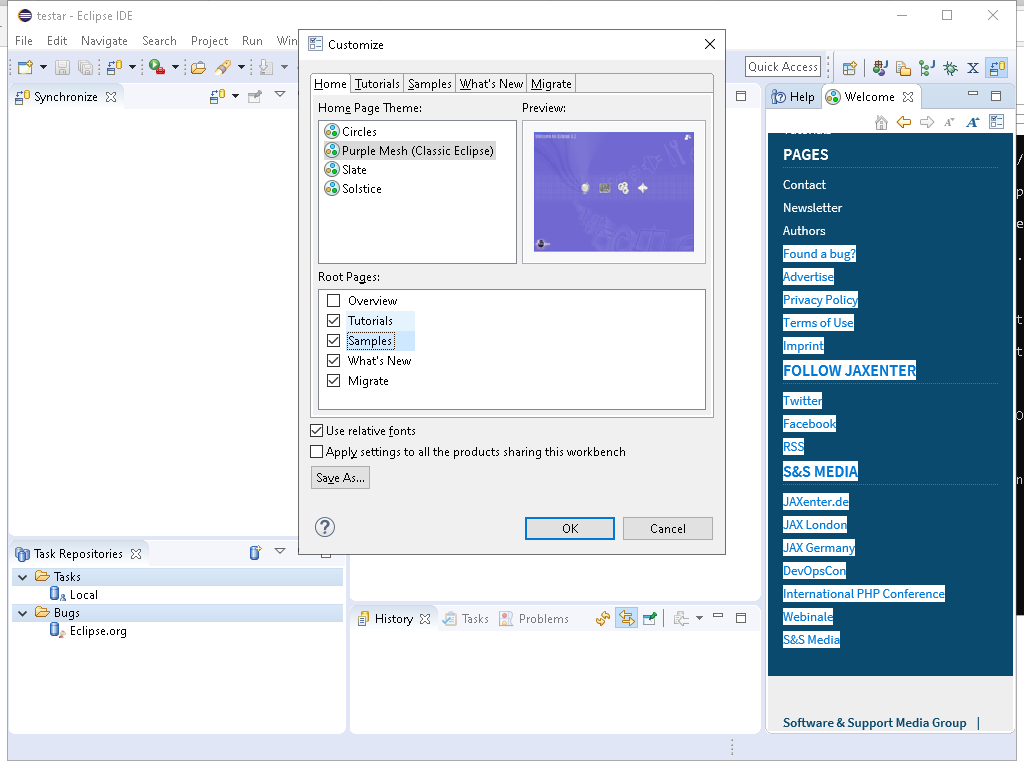 testar - Eclipse IDE
File Edit Navigate Search Project Run Win
Quick Access
Synchronize
Customize
Home Tutorials Samples What's New Migrate
Home Page Theme:
Circles
Purple Mesh (Classic Eclipse)
Slate
Solstice
Preview:
Root Pages:
Overview
Tutorials
Samples
What's New
Migrate
Use relative fonts
Apply settings to all the products sharing this workbench
Save As...
OK Cancel
Help Welcome
PAGES
Contact
Newsletter
Authors
Found a bug?
Advertise
Privacy Policy
Terms of Use
Imprint
FOLLOW JAXENTER
Twitter
Facebook
RSS
S&S MEDIA
JAXenter.de
JAX London
JAX Germany
DevOpsCon
International PHP Conference
Webinale
S&S Media
Software & Support Media Group |
Task Repositories
Tasks
Local
Bugs
Eclipse.org
History Tasks Problems